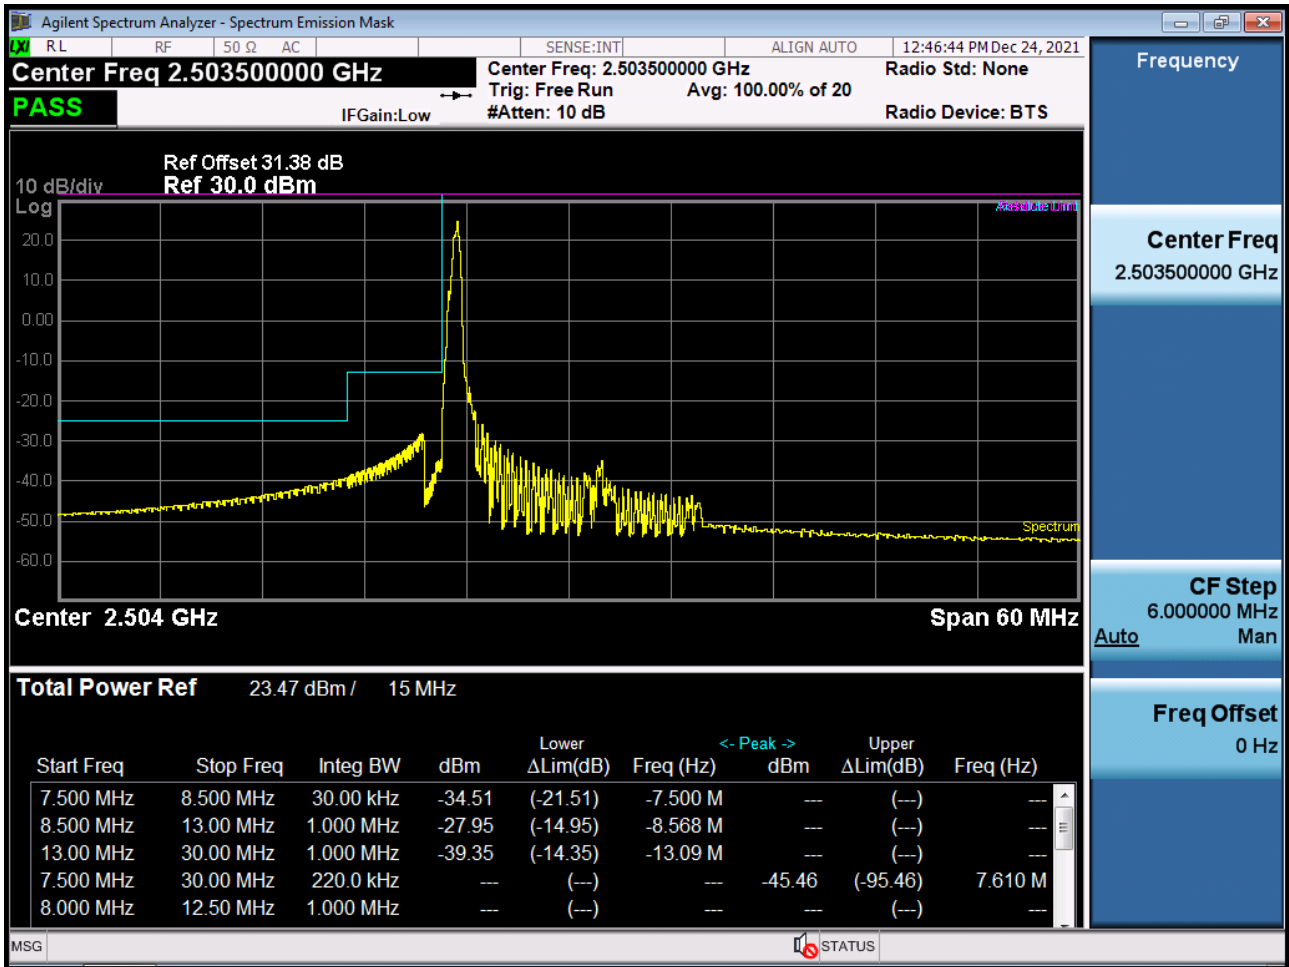 Agilent Spectrum Analyzer - Spectrum Emission Mask
LXI RL RF 50 Ω AC SENSE:INT ALIGN AUTO 12:46:44 PM Dec 24, 2021
Center Freq 2.503500000 GHz
Center Freq: 2.503500000 GHz Radio Std: None
Trig: Free Run Avg: 100.00% of 20
PASS
IFGain:Low #Atten: 10 dB Radio Device: BTS
Ref Offset 31.38 dB
10 dB/div Ref 30.0 dBm
Log
Absolute Limit
20.0
10.0
0.00
-10.0
-20.0
-30.0
-40.0
-50.0
Spectrum
-60.0
Center 2.504 GHz Span 60 MHz
Total Power Ref 23.47 dBm / 15 MHz
Lower <- Peak -> Upper
Start Freq Stop Freq Integ BW dBm ΔLim(dB) Freq (Hz) dBm ΔLim(dB) Freq (Hz)
7.500 MHz 8.500 MHz 30.00 kHz -34.51 (-21.51) -7.500 M --- (---) ---
8.500 MHz 13.00 MHz 1.000 MHz -27.95 (-14.95) -8.568 M --- (---) ---
13.00 MHz 30.00 MHz 1.000 MHz -39.35 (-14.35) -13.09 M --- (---) ---
7.500 MHz 30.00 MHz 220.0 kHz --- (---) --- -45.46 (-95.46) 7.610 M
8.000 MHz 12.50 MHz 1.000 MHz --- (---) --- --- (---) ---
MSG STATUS
Frequency
Center Freq
2.503500000 GHz
CF Step
6.000000 MHz
Auto Man
Freq Offset
0 Hz